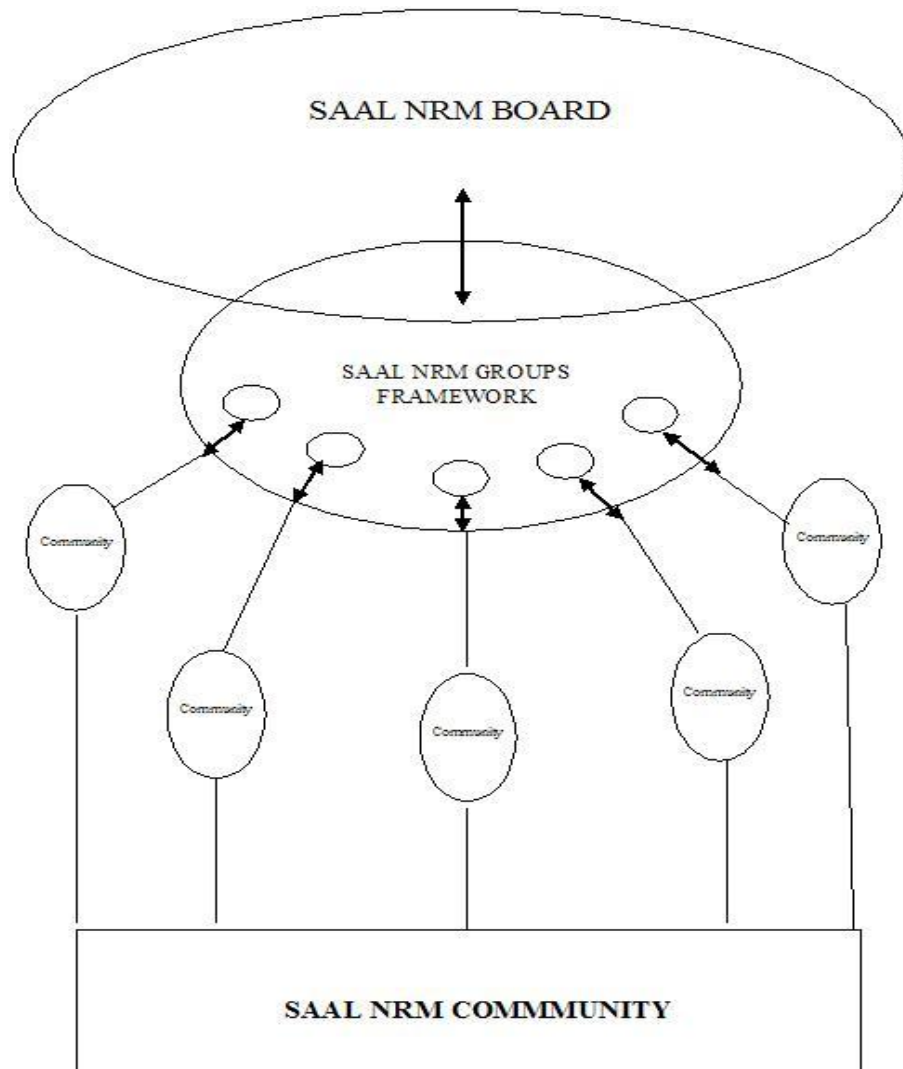 SAAL NRM BOARD
SAAL NRM GROUPS
FRAMEWORK
Community
Community
Community
Community
Community
SAAL NRM COMMMUNITY